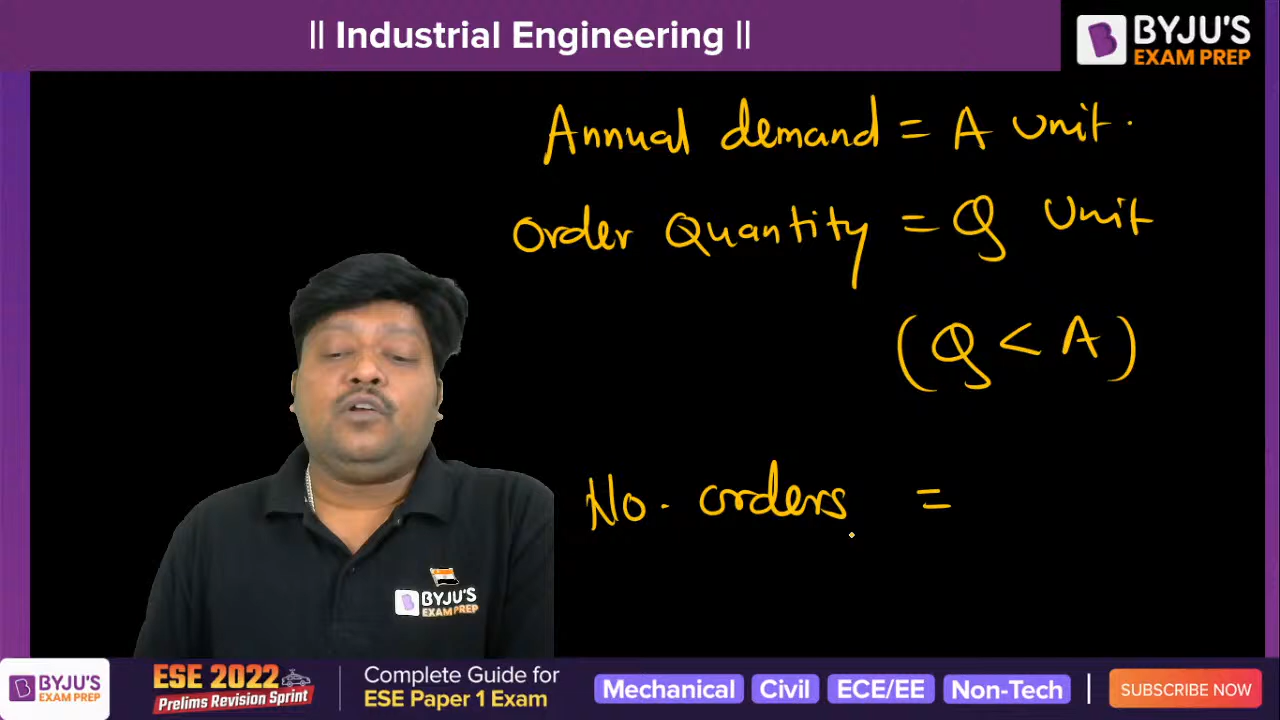 || Industrial Engineering ||
BYJU'S
EXAM PREP
Annual demand = A unit.
Order Quantity = Q Unit
(Q < A)
No. orders =
BYJU'S
EXAM PREP
BYJU'S
EXAM PREP
ESE 2022
Prelims Revision Sprint
Complete Guide for
ESE Paper 1 Exam
Mechanical Civil ECE/EE Non-Tech
SUBSCRIBE NOW